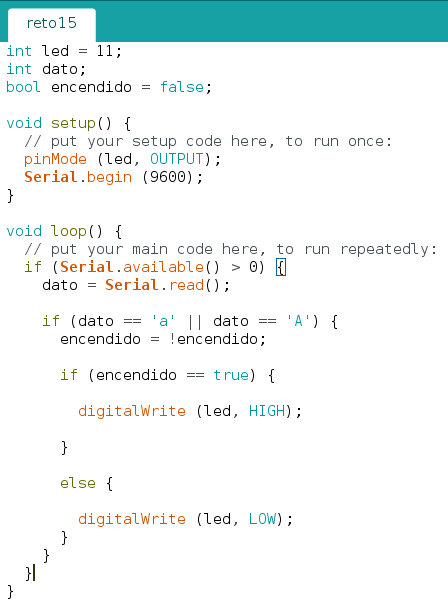 reto15
int led = 11;
int dato;
bool encendido = false;
void setup() {
  // put your setup code here, to run once:
  pinMode (led, OUTPUT);
  Serial.begin (9600);
}
void loop() {
  // put your main code here, to run repeatedly:
  if (Serial.available() > 0) {
    dato = Serial.read();
    if (dato == 'a' || dato == 'A') {
      encendido = !encendido;
      if (encendido == true) {
        digitalWrite (led, HIGH);
      }
      else {
        digitalWrite (led, LOW);
      }
    }
  }
}